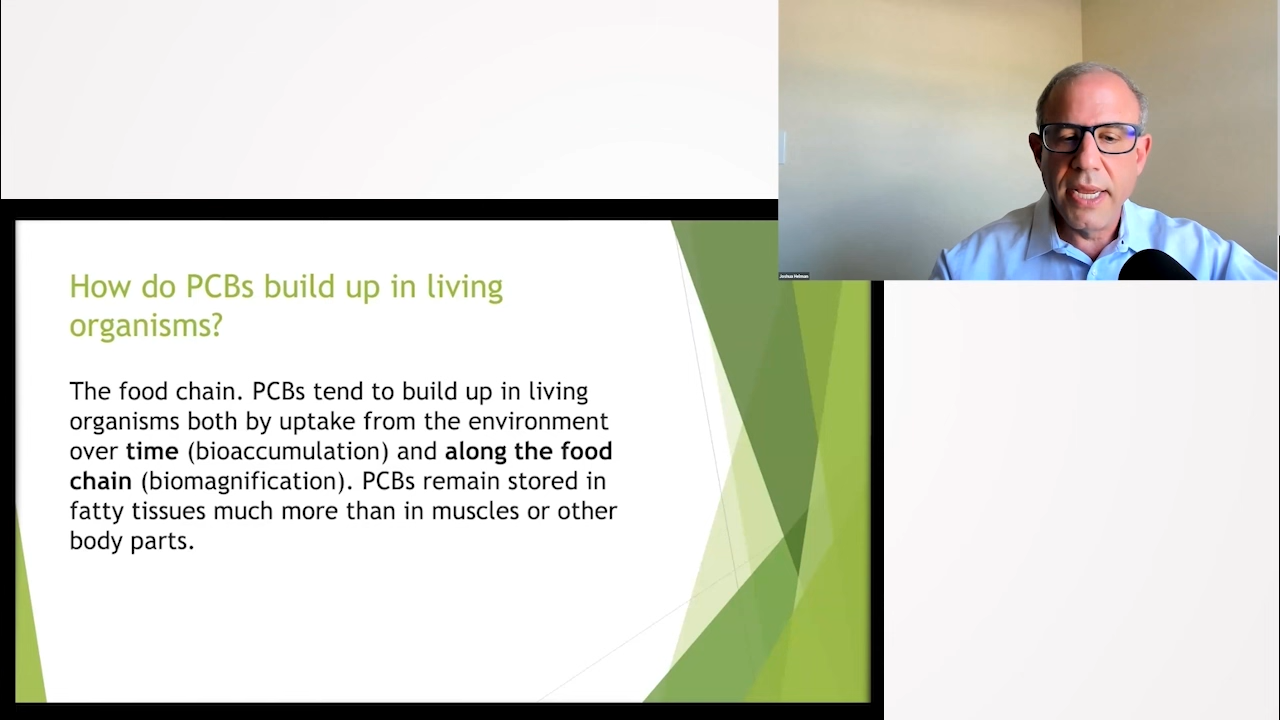 Joshua Helman
How do PCBs build up in living
organisms?
The food chain. PCBs tend to build up in living
organisms both by uptake from the environment
over time (bioaccumulation) and along the food
chain (biomagnification). PCBs remain stored in
fatty tissues much more than in muscles or other
body parts.